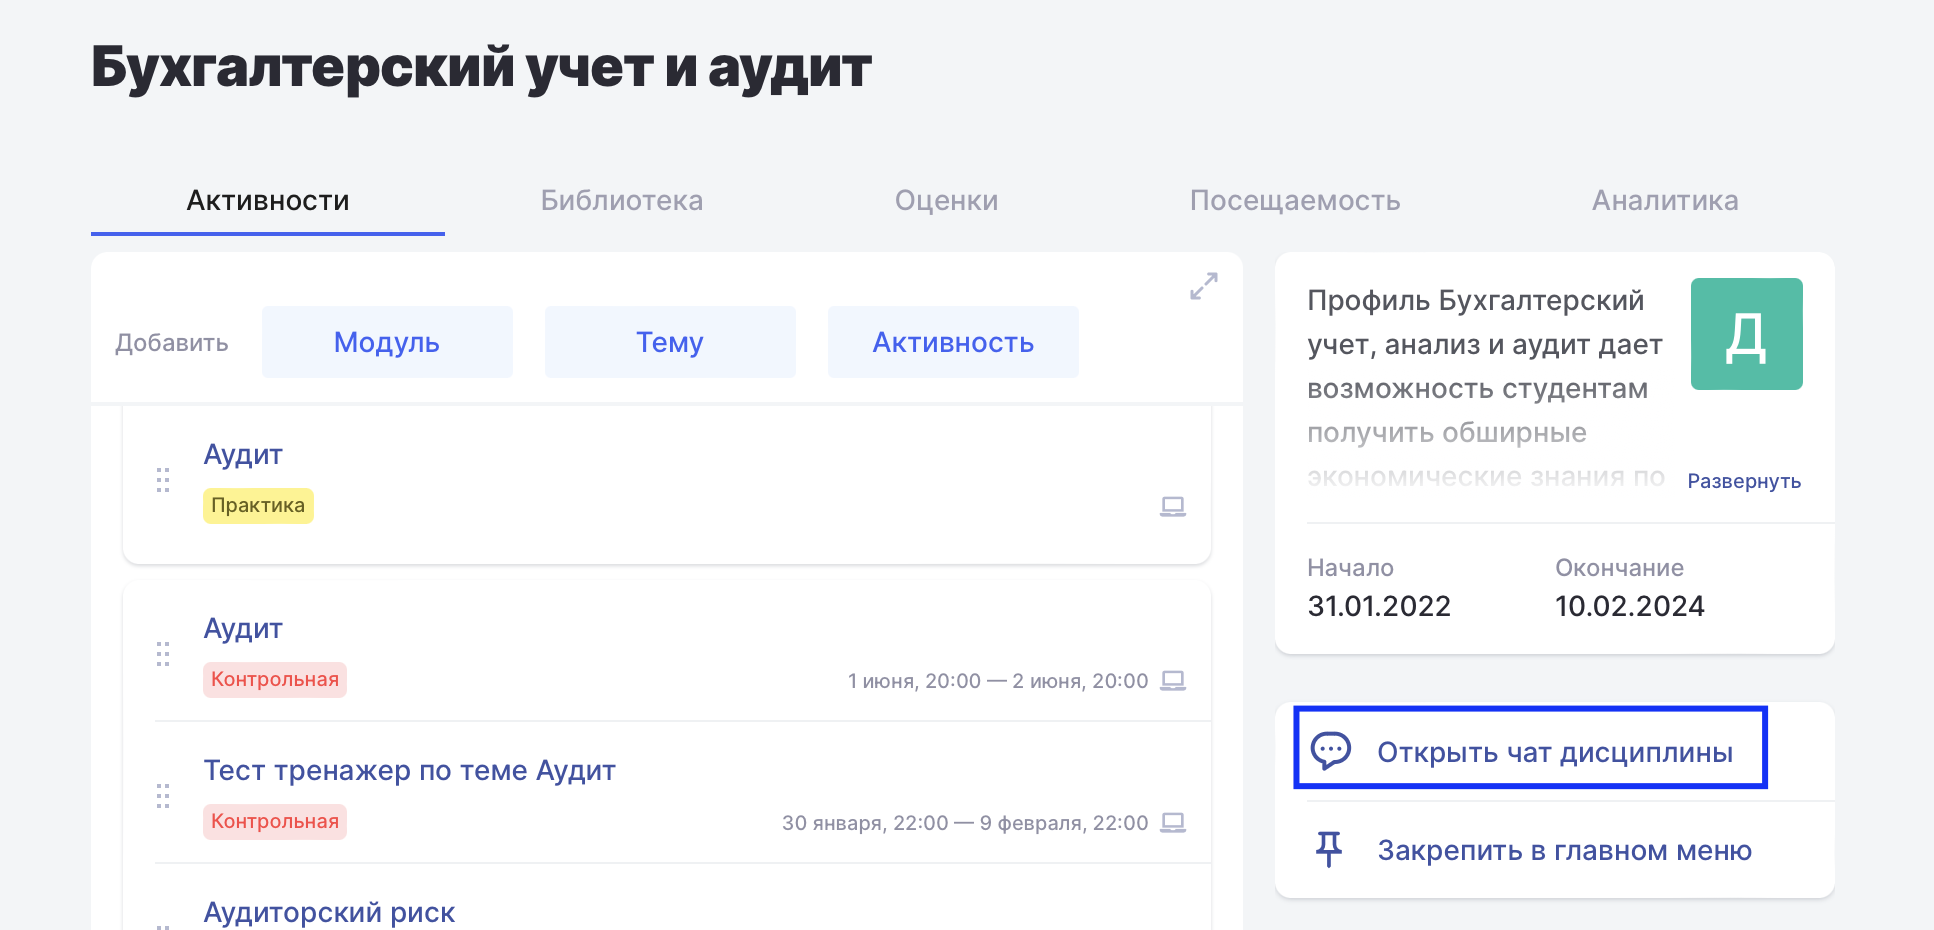 Бухгалтерский учет и аудит
Активности
Библиотека
Оценки
Посещаемость
Аналитика
Добавить
Модуль
Тему
Активность
Аудит
Практика
Аудит
Контрольная
1 июня, 20:00 — 2 июня, 20:00
Тест тренажер по теме Аудит
Контрольная
30 января, 22:00 — 9 февраля, 22:00
Аудиторский риск
Профиль Бухгалтерский
учет, анализ и аудит дает
возможность студентам
получить обширные
экономические знания по
Д
Развернуть
Начало
31.01.2022
Окончание
10.02.2024
Открыть чат дисциплины
Закрепить в главном меню